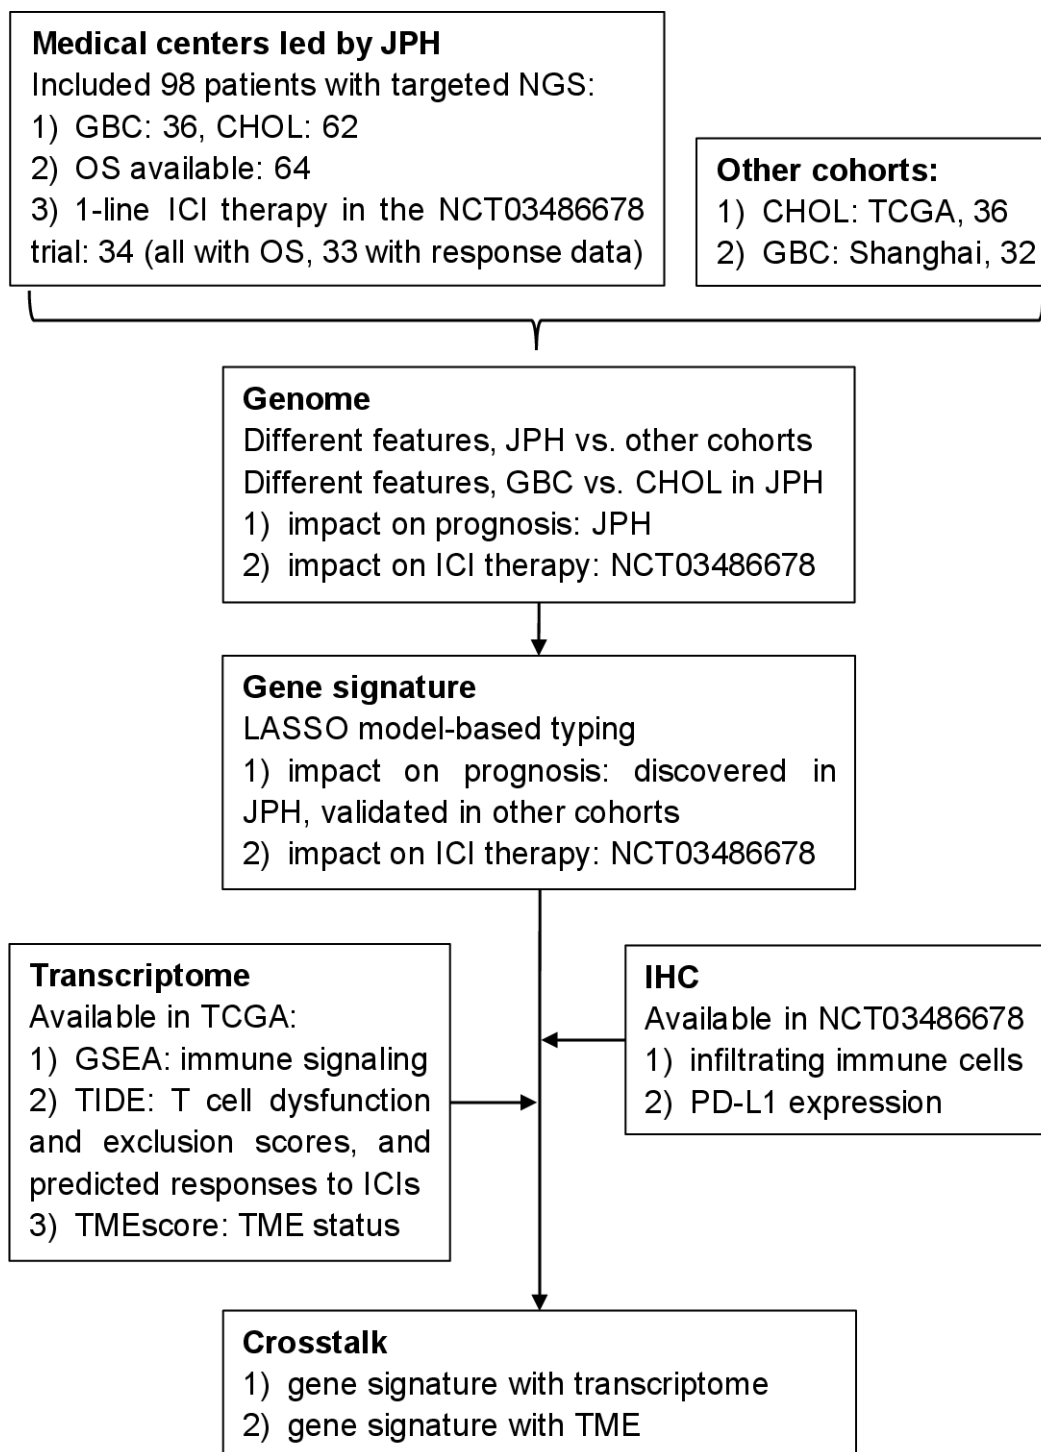 Medical centers led by JPH
Included 98 patients with targeted NGS:
1) GBC: 36, CHOL: 62
2) OS available: 64
3) 1-line ICI therapy in the NCT03486678
trial: 34 (all with OS, 33 with response data)
Other cohorts:
1) CHOL: TCGA, 36
2) GBC: Shanghai, 32
Genome
Different features, JPH vs. other cohorts
Different features, GBC vs. CHOL in JPH
1) impact on prognosis: JPH
2) impact on ICI therapy: NCT03486678
Gene signature
LASSO model-based typing
1) impact on prognosis: discovered in
JPH, validated in other cohorts
2) impact on ICI therapy: NCT03486678
Transcriptome
Available in TCGA:
1) GSEA: immune signaling
2) TIDE: T cell dysfunction
and exclusion scores, and
predicted responses to ICIs
3) TMEscore: TME status
IHC
Available in NCT03486678
1) infiltrating immune cells
2) PD-L1 expression
Crosstalk
1) gene signature with transcriptome
2) gene signature with TME